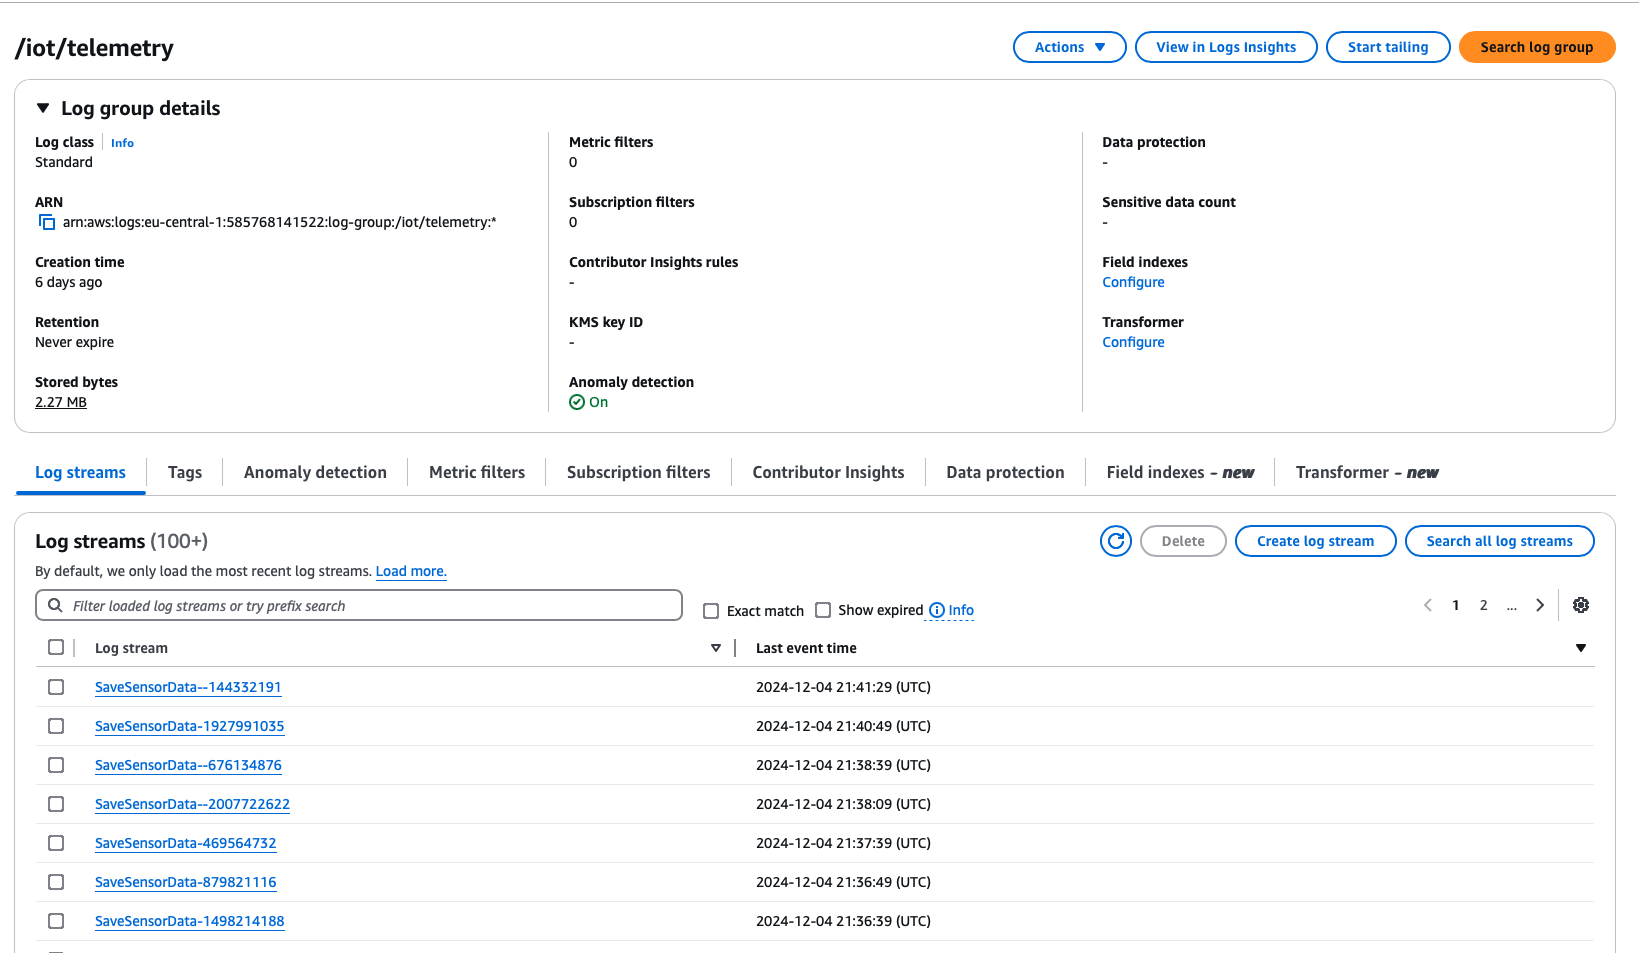 /iot/telemetry
Actions ▼ View in Logs Insights Start tailing Search log group
▼ Log group details
Log class Info
Standard
ARN
arn:aws:logs:eu-central-1:585768141522:log-group:/iot/telemetry:*
Creation time
6 days ago
Retention
Never expire
Stored bytes
2.27 MB
Metric filters
0
Subscription filters
0
Contributor Insights rules
-
KMS key ID
-
Anomaly detection
On
Data protection
-
Sensitive data count
-
Field indexes
Configure
Transformer
Configure
Log streams Tags Anomaly detection Metric filters Subscription filters Contributor Insights Data protection Field indexes - new Transformer - new
Log streams (100+)
Delete Create log stream Search all log streams
By default, we only load the most recent log streams. Load more.
Filter loaded log streams or try prefix search
Exact match Show expired Info
1 2 ...
Log stream Last event time
SaveSensorData--144332191 2024-12-04 21:41:29 (UTC)
SaveSensorData-1927991035 2024-12-04 21:40:49 (UTC)
SaveSensorData--676134876 2024-12-04 21:38:39 (UTC)
SaveSensorData--2007722622 2024-12-04 21:38:09 (UTC)
SaveSensorData-469564732 2024-12-04 21:37:39 (UTC)
SaveSensorData-879821116 2024-12-04 21:36:49 (UTC)
SaveSensorData-1498214188 2024-12-04 21:36:39 (UTC)